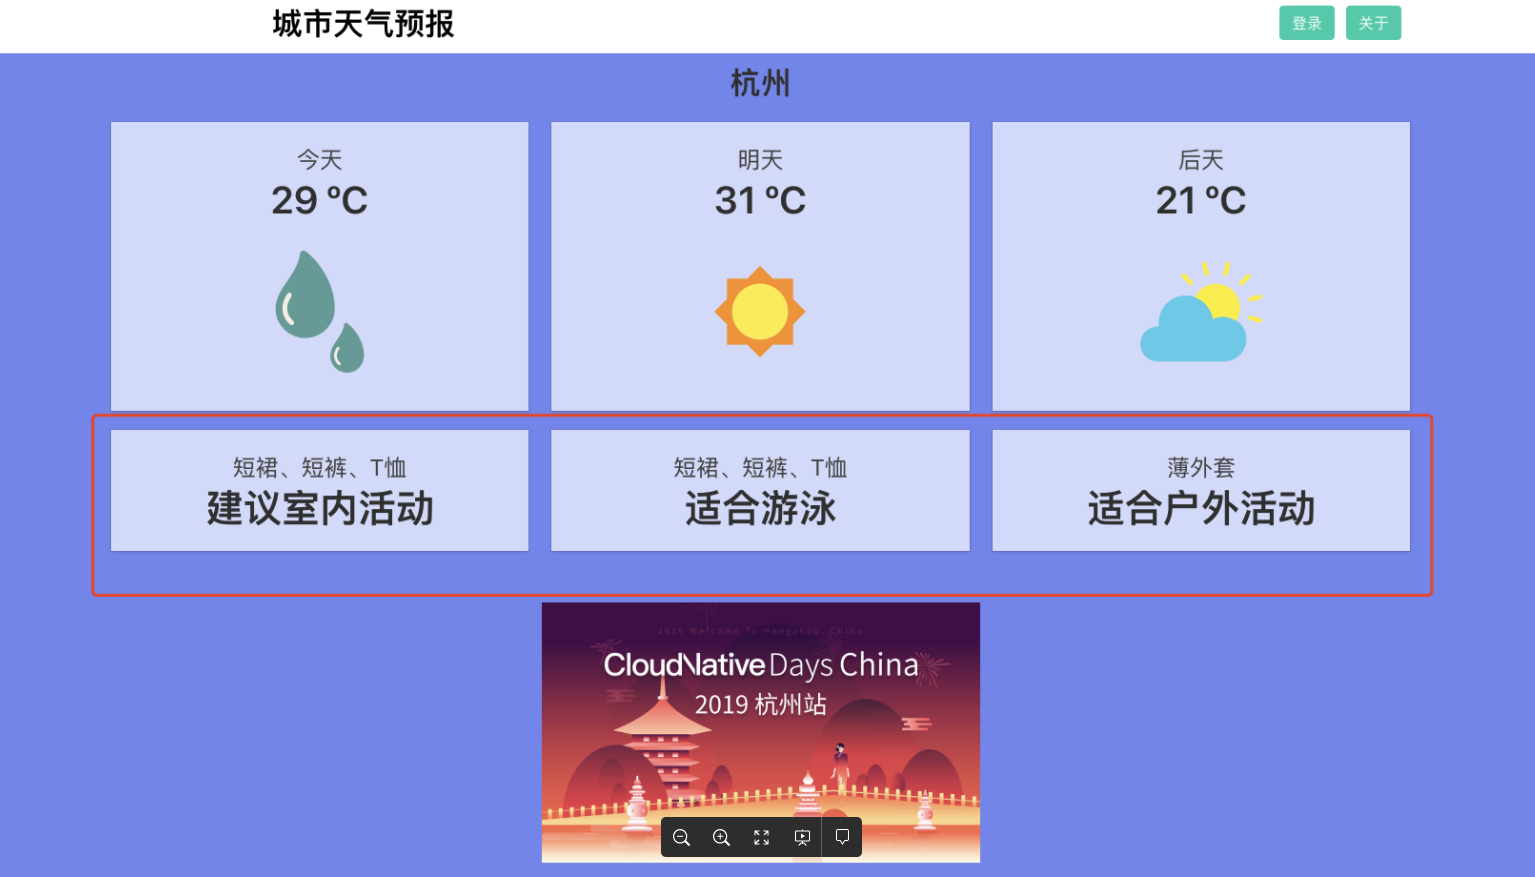 城市天气预报
登录
关于
杭州
今天
29 ℃
明天
31 ℃
后天
21 ℃
短裙、短裤、T恤
建议室内活动
短裙、短裤、T恤
适合游泳
薄外套
适合户外活动
2019 Welcome To Hangzhou, China
CloudNative Days China
2019 杭州站